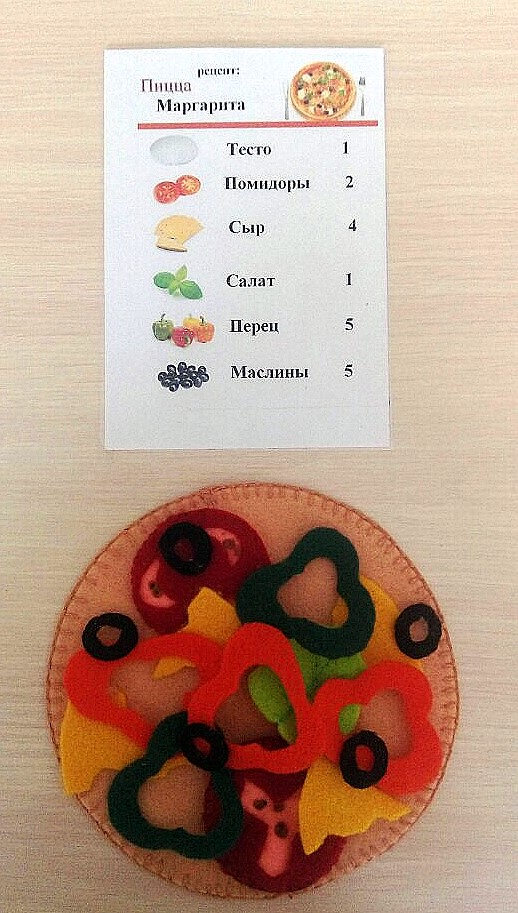 рецепт:
Пицца
Маргарита
Тесто 1
Помидоры 2
Сыр 4
Салат 1
Перец 5
Маслины 5